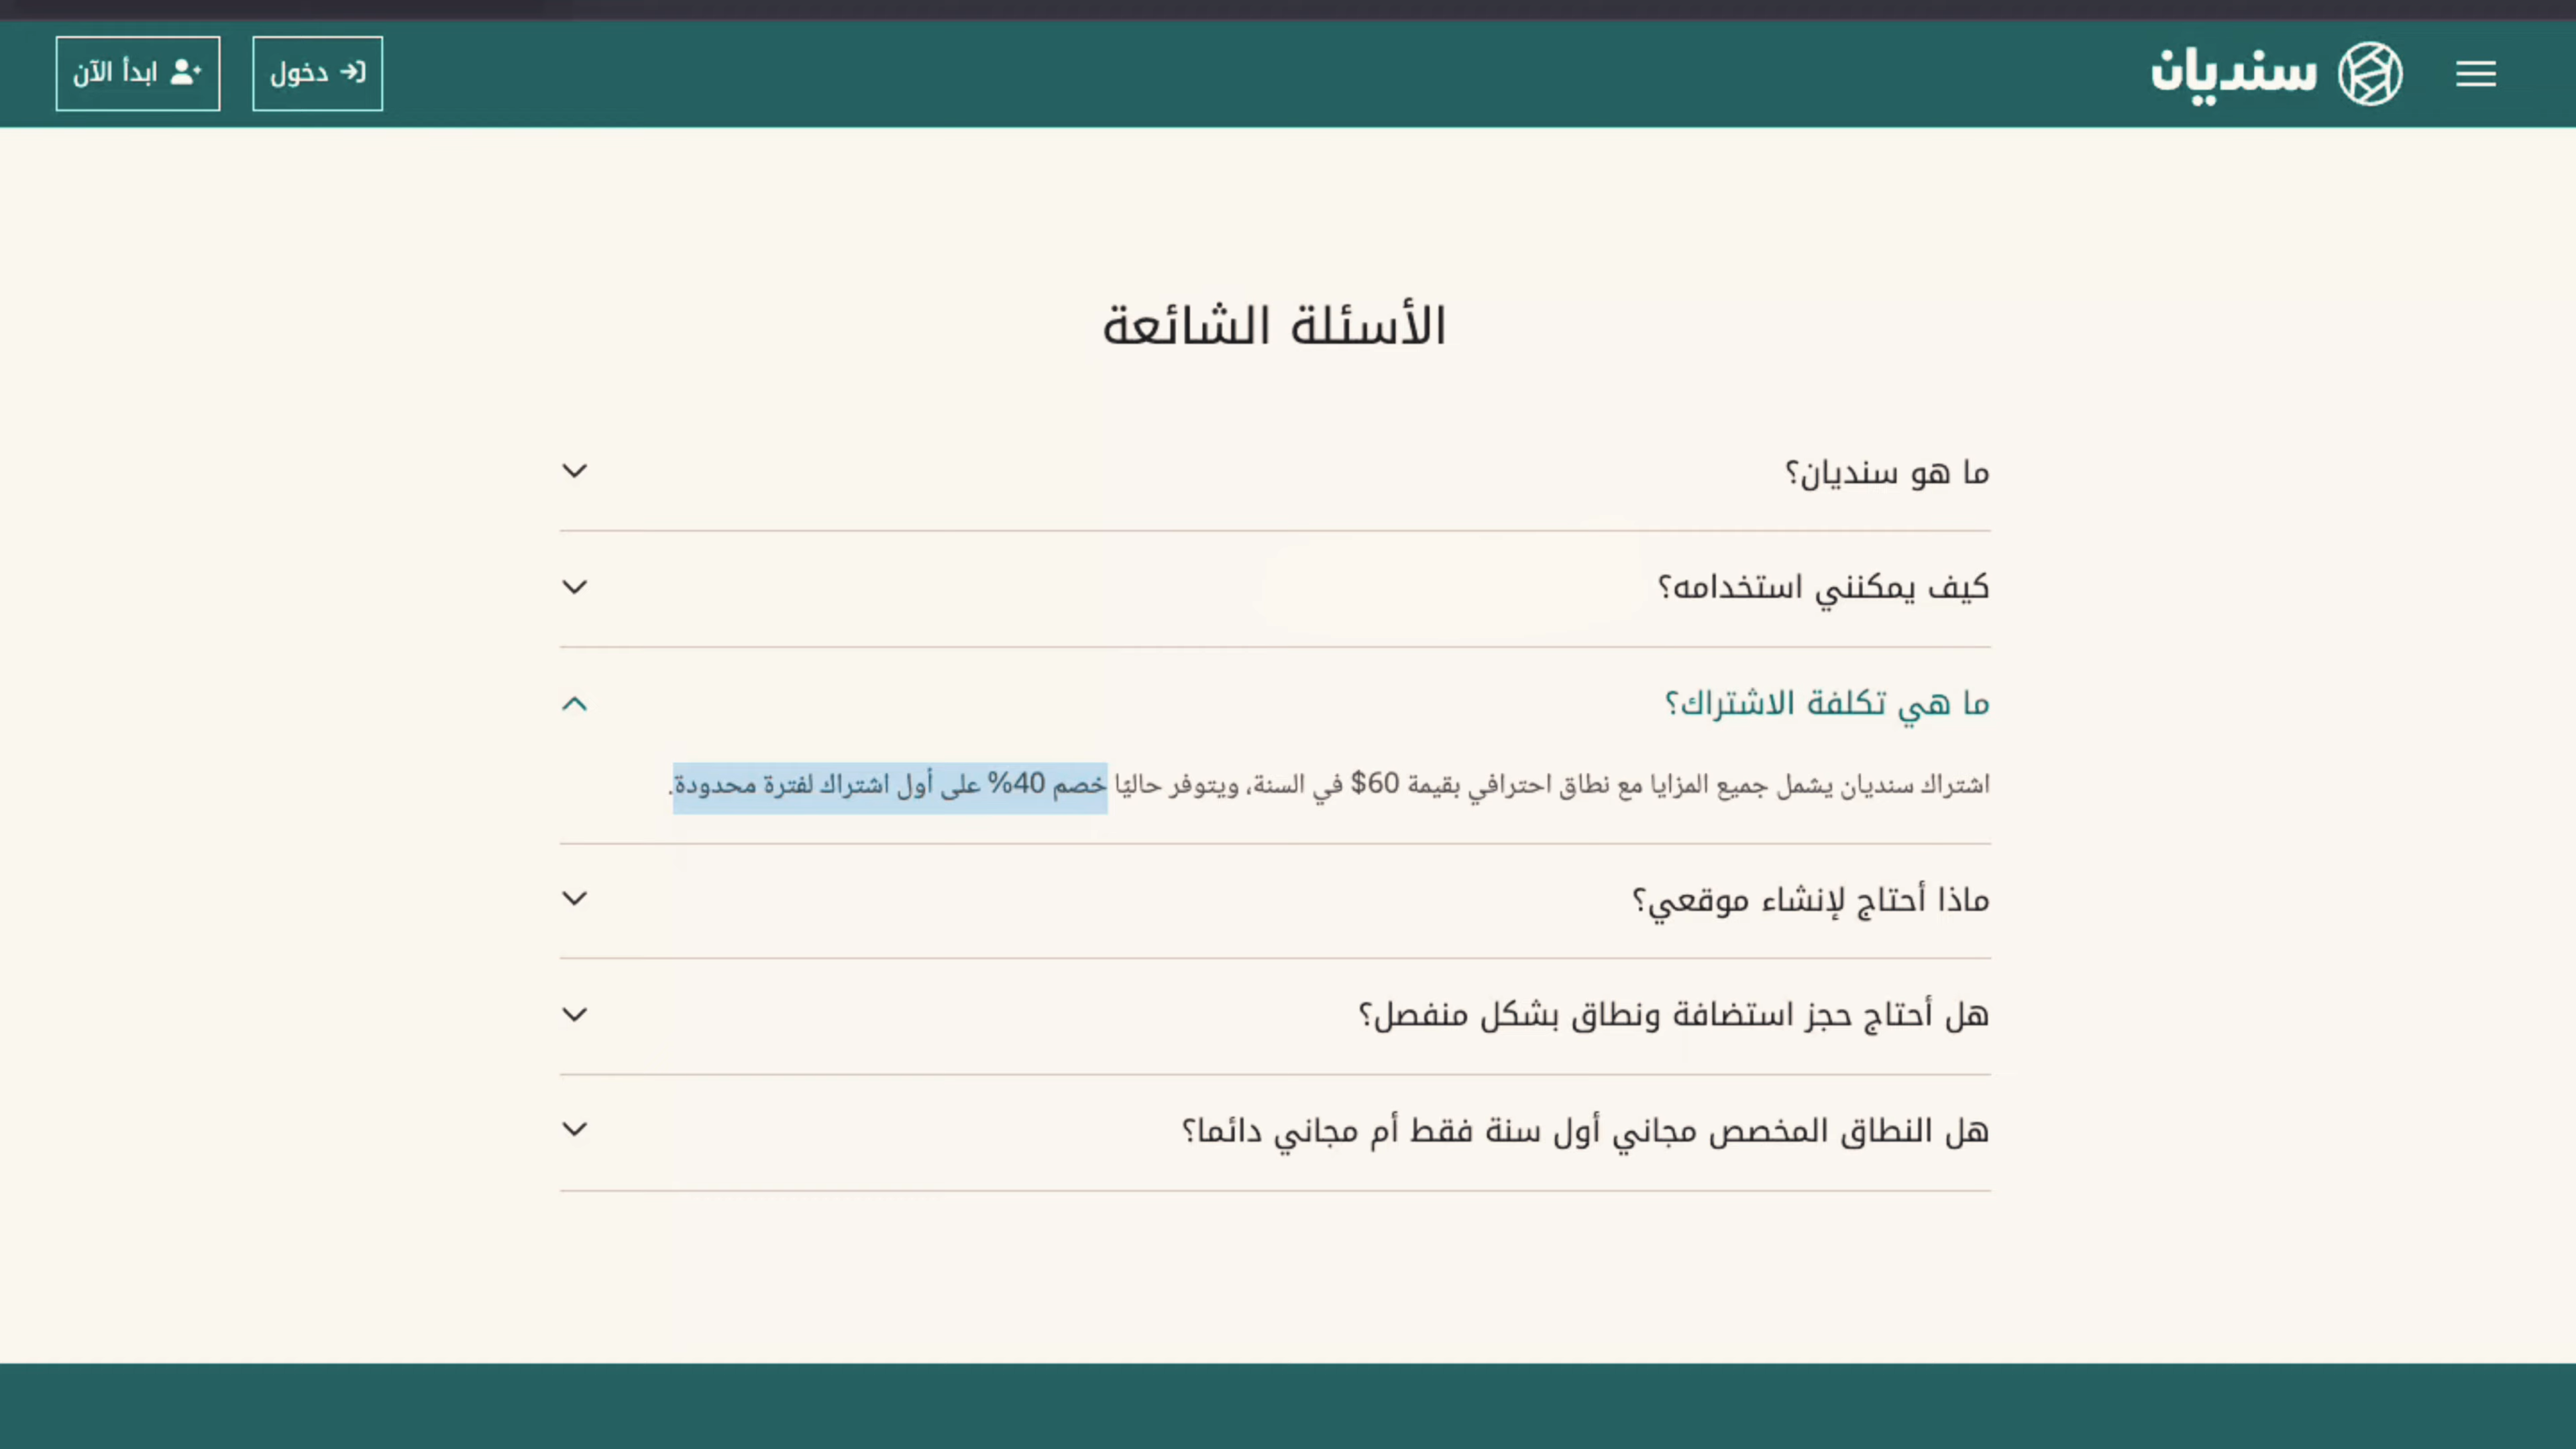 سنديان
دخول
ابدأ الآن
الأسئلة الشائعة
ما هو سنديان؟
كيف يمكنني استخدامه؟
ما هي تكلفة الاشتراك؟
اشتراك سنديان يشمل جميع المزايا مع نطاق احترافي بقيمة 60$ في السنة، ويتوفر حاليًا خصم 40% على أول اشتراك لفترة محدودة.
ماذا أحتاج لإنشاء موقعي؟
هل أحتاج حجز استضافة ونطاق بشكل منفصل؟
هل النطاق المخصص مجاني أول سنة فقط أم مجاني دائما؟